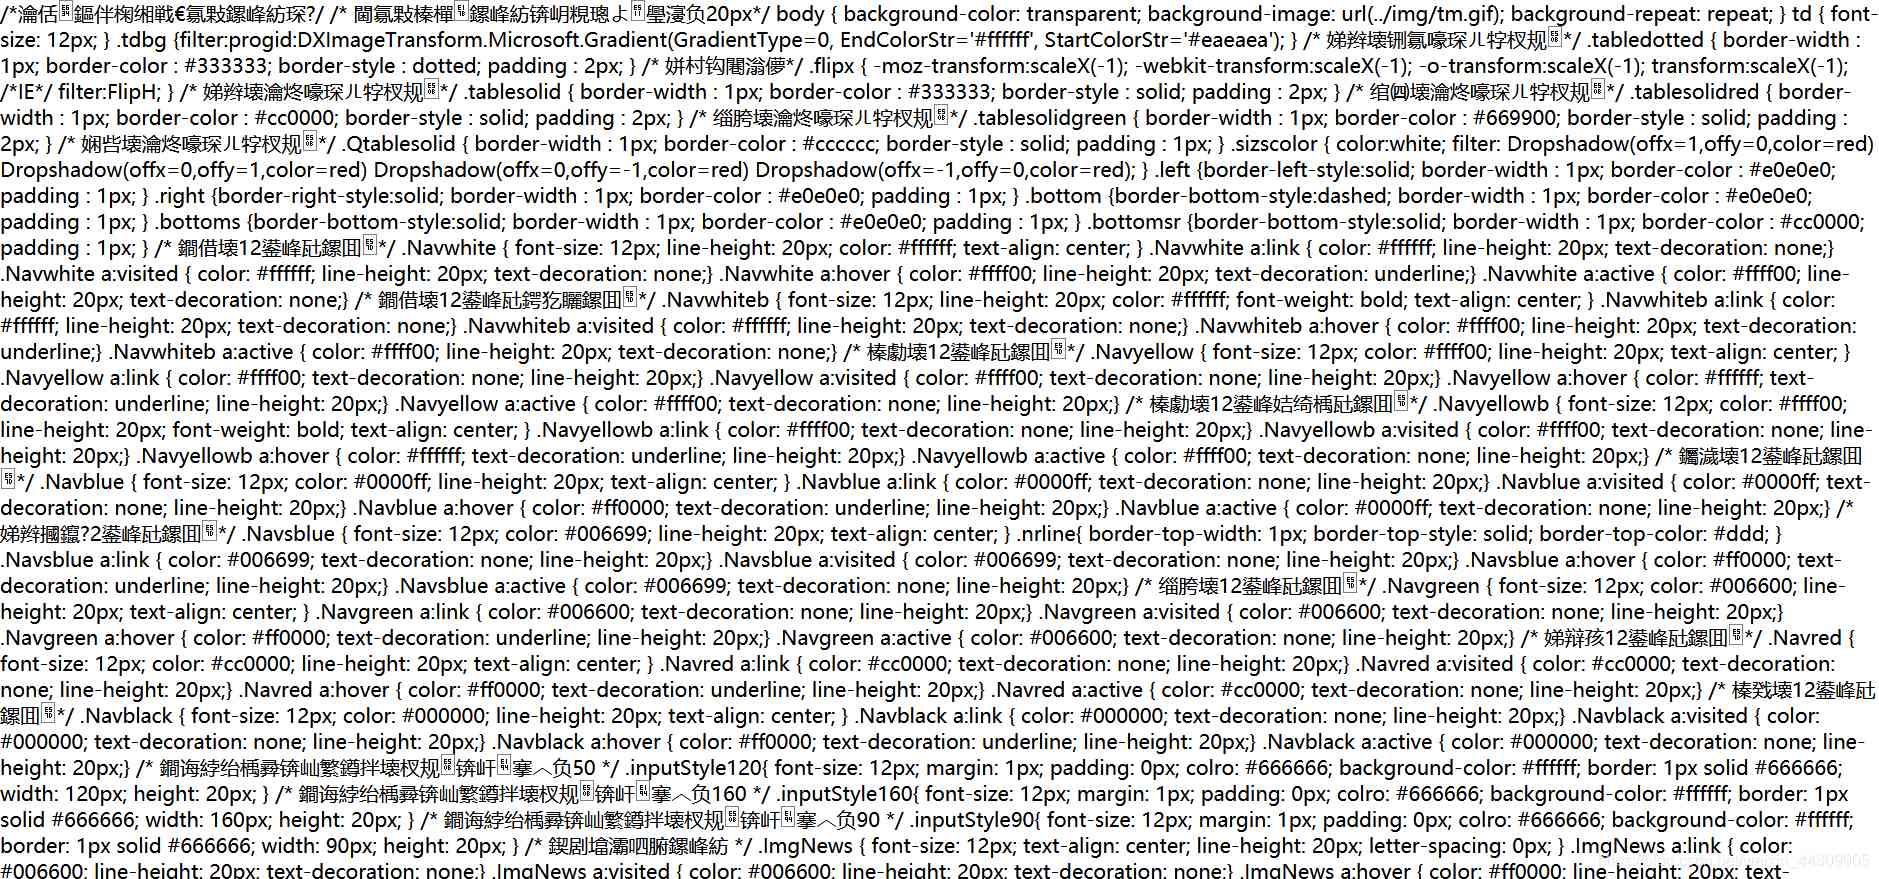 /*瀹佸鏂伴椈缃戦€氱敤鏍峰紡琛?/ /* 閫氱敤榛樿鏍峰紡锛岄粯璁よ璺濅负20px*/ body { background-color: transparent; background-image: url(../img/tm.gif); background-repeat: repeat; } td { font-
size: 12px; } .tdbg {filter:progid:DXImageTransform.Microsoft.Gradient(GradientType=0, EndColorStr='#ffffff', StartColorStr='#eaeaea'); } /* 娣辫壊铏氱嚎琛ㄦ牸杈规*/ .tabledotted { border-width :
1px; border-color : #333333; border-style : dotted; padding : 2px; } /* 姘村钩閫滃儚*/ .flipx { -moz-transform:scaleX(-1); -webkit-transform:scaleX(-1); -o-transform:scaleX(-1); transform:scaleX(-1);
/*IE*/ filter:FlipH; } /* 娣辫壊瀹炵嚎琛ㄦ牸杈规*/ .tablesolid { border-width : 1px; border-color : #333333; border-style : solid; padding : 2px; } /* 绾㈣壊瀹炵嚎琛ㄦ牸杈规*/ .tablesolidred { border-
width : 1px; border-color : #cc0000; border-style : solid; padding : 2px; } /* 缁胯壊瀹炵嚎琛ㄦ牸杈规*/ .tablesolidgreen { border-width : 1px; border-color : #669900; border-style : solid; padding :
2px; } /* 娴呰壊瀹炵嚎琛ㄦ牸杈规*/ .Qtablesolid { border-width : 1px; border-color : #cccccc; border-style : solid; padding : 1px; } .sizscolor { color:white; filter: Dropshadow(offx=1,offy=0,color=red)
Dropshadow(offx=0,offy=1,color=red) Dropshadow(offx=0,offy=-1,color=red) Dropshadow(offx=-1,offy=0,color=red); } .left {border-left-style:solid; border-width : 1px; border-color : #e0e0e0;
padding : 1px; } .right {border-right-style:solid; border-width : 1px; border-color : #e0e0e0; padding : 1px; } .bottom {border-bottom-style:dashed; border-width : 1px; border-color : #e0e0e0;
padding : 1px; } .bottoms {border-bottom-style:solid; border-width : 1px; border-color : #e0e0e0; padding : 1px; } .bottomsr {border-bottom-style:solid; border-width : 1px; border-color : #cc0000;
padding : 1px; } /* 鐧借壊12鍙峰瓧鏍囬*/ .Navwhite { font-size: 12px; line-height: 20px; color: #ffffff; text-align: center; } .Navwhite a:link { color: #ffffff; line-height: 20px; text-decoration: none;}
.Navwhite a:visited { color: #ffffff; line-height: 20px; text-decoration: none;} .Navwhite a:hover { color: #ffff00; line-height: 20px; text-decoration: underline;} .Navwhite a:active { color: #ffff00; line-
height: 20px; text-decoration: none;} /* 鐧借壊12鍙峰瓧鍔犵矖鏍囬*/ .Navwhiteb { font-size: 12px; line-height: 20px; color: #ffffff; font-weight: bold; text-align: center; } .Navwhiteb a:link { color:
#ffffff; line-height: 20px; text-decoration: none;} .Navwhiteb a:visited { color: #ffffff; line-height: 20px; text-decoration: none;} .Navwhiteb a:hover { color: #ffff00; line-height: 20px; text-decoration:
underline;} .Navwhiteb a:active { color: #ffff00; line-height: 20px; text-decoration: none;} /* 榛勮壊12鍙峰瓧鏍囬*/ .Navyellow { font-size: 12px; color: #ffff00; line-height: 20px; text-align: center; }
.Navyellow a:link { color: #ffff00; text-decoration: none; line-height: 20px;} .Navyellow a:visited { color: #ffff00; text-decoration: none; line-height: 20px;} .Navyellow a:hover { color: #ffffff; text-
decoration: underline; line-height: 20px;} .Navyellow a:active { color: #ffff00; text-decoration: none; line-height: 20px;} /* 榛勮壊12鍙峰姞绮楀瓧鏍囬*/ .Navyellowb { font-size: 12px; color: #ffff00;
line-height: 20px; font-weight: bold; text-align: center; } .Navyellowb a:link { color: #ffff00; text-decoration: none; line-height: 20px;} .Navyellowb a:visited { color: #ffff00; text-decoration: none; line-
height: 20px;} .Navyellowb a:hover { color: #ffffff; text-decoration: underline; line-height: 20px;} .Navyellowb a:active { color: #ffff00; text-decoration: none; line-height: 20px;} /* 钃濊壊12鍙峰瓧鏍囬
*/ .Navblue { font-size: 12px; color: #0000ff; line-height: 20px; text-align: center; } .Navblue a:link { color: #0000ff; text-decoration: none; line-height: 20px;} .Navblue a:visited { color: #0000ff; text-
decoration: none; line-height: 20px;} .Navblue a:hover { color: #ff0000; text-decoration: underline; line-height: 20px;} .Navblue a:active { color: #0000ff; text-decoration: none; line-height: 20px;} /*
娣辫摑鑹?2鍙峰瓧鏍囬*/ .Navsblue { font-size: 12px; color: #006699; line-height: 20px; text-align: center; } .nrline{ border-top-width: 1px; border-top-style: solid; border-top-color: #ddd; }
.Navsblue a:link { color: #006699; text-decoration: none; line-height: 20px;} .Navsblue a:visited { color: #006699; text-decoration: none; line-height: 20px;} .Navsblue a:hover { color: #ff0000; text-
decoration: underline; line-height: 20px;} .Navsblue a:active { color: #006699; text-decoration: none; line-height: 20px;} /* 缁胯壊12鍙峰瓧鏍囬*/ .Navgreen { font-size: 12px; color: #006600; line-
height: 20px; text-align: center; } .Navgreen a:link { color: #006600; text-decoration: none; line-height: 20px;} .Navgreen a:visited { color: #006600; text-decoration: none; line-height: 20px;}
.Navgreen a:hover { color: #ff0000; text-decoration: underline; line-height: 20px;} .Navgreen a:active { color: #006600; text-decoration: none; line-height: 20px;} /* 娣辩孩12鍙峰瓧鏍囬*/ .Navred {
font-size: 12px; color: #cc0000; line-height: 20px; text-align: center; } .Navred a:link { color: #cc0000; text-decoration: none; line-height: 20px;} .Navred a:visited { color: #cc0000; text-decoration:
none; line-height: 20px;} .Navred a:hover { color: #ff0000; text-decoration: underline; line-height: 20px;} .Navred a:active { color: #cc0000; text-decoration: none; line-height: 20px;} /* 榛戣壊12鍙峰瓧
鏍囬*/ .Navblack { font-size: 12px; color: #000000; line-height: 20px; text-align: center; } .Navblack a:link { color: #000000; text-decoration: none; line-height: 20px;} .Navblack a:visited { color:
#000000; text-decoration: none; line-height: 20px;} .Navblack a:hover { color: #ff0000; text-decoration: underline; line-height: 20px;} .Navblack a:active { color: #000000; text-decoration: none; line-
height: 20px;} /* 鐧诲綍绐楀彛锛屾繁鐏拌壊杈规锛屽搴︿负50 */ .inputStyle120{ font-size: 12px; margin: 1px; padding: 0px; colro: #666666; background-color: #ffffff; border: 1px solid #666666;
width: 120px; height: 20px; } /* 鐧诲綍绐楀彛锛屾繁鐏拌壊杈规锛屽搴︿负160 */ .inputStyle160{ font-size: 12px; margin: 1px; padding: 0px; colro: #666666; background-color: #ffffff; border: 1px
solid #666666; width: 160px; height: 20px; } /* 鐧诲綍绐楀彛锛屾繁鐏拌壊杈规锛屽搴︿负90 */ .inputStyle90{ font-size: 12px; margin: 1px; padding: 0px; colro: #666666; background-color: #ffffff;
border: 1px solid #666666; width: 90px; height: 20px; } /* 鍥剧墖灞呬腑鏍峰紡 */ .ImgNews { font-size: 12px; text-align: center; line-height: 20px; letter-spacing: 0px; } .ImgNews a:link { color:
#006600; line-height: 20px; text-decoration: none;} .ImgNews a:visited { color: #006600; line-height: 20px; text-decoration: none;} .ImgNews a:hover { color: #ff0000; line-height: 20px; text-